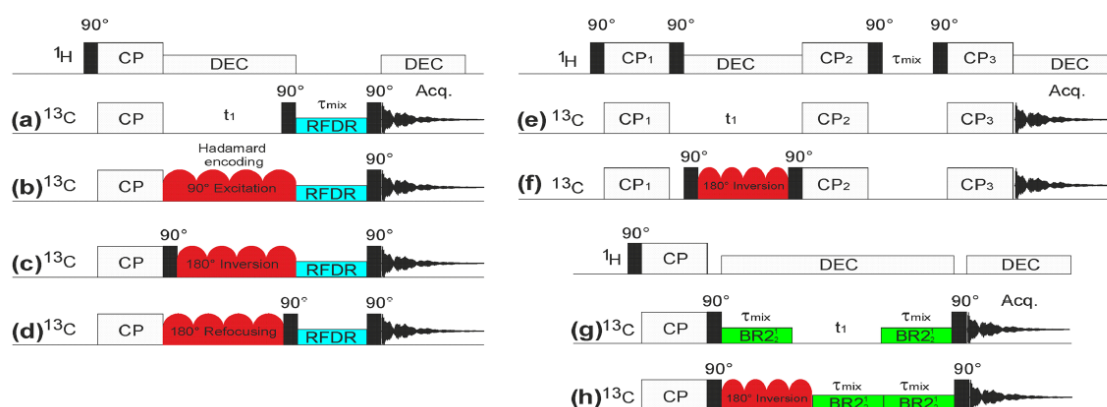 90° 90° 90° 90° 90°
¹H CP DEC DEC
¹H CP₁ DEC CP₂ τmix CP₃ DEC
90° τmix 90° Acq.
(a) ¹³C CP t₁ RFDR
Acq.
(e) ¹³C CP₁ t₁ CP₂ CP₃
Hadamard
encoding 90°
(b) ¹³C CP 90° Excitation RFDR
90° 90°
(f) ¹³C CP₁ 180° Inversion CP₂ CP₃
90° 90°
(c) ¹³C CP 180° Inversion RFDR
90°
¹H CP DEC DEC
90° 90°
(d) ¹³C CP 180° Refocusing RFDR
90° τmix τmix 90° Acq.
(g) ¹³C CP BR2₂¹ t₁ BR2₂¹
90° τmix τmix 90°
(h) ¹³C CP 180° Inversion BR2₂¹ BR2₂¹